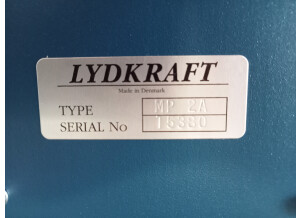 LYDKRAFT
Made in Denmark
TYPE MP 2A
SERIAL No 15380